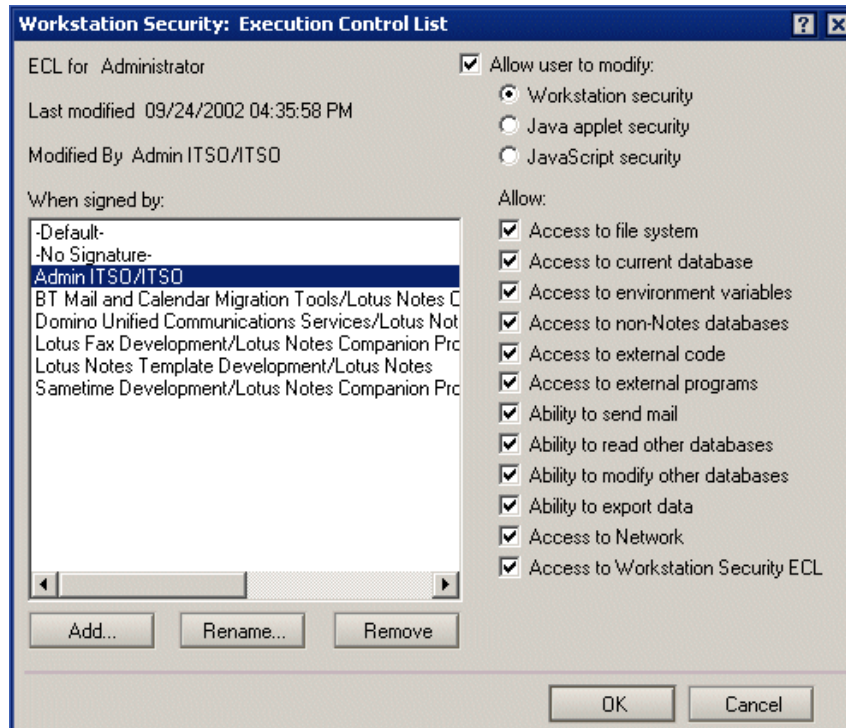 Workstation Security: Execution Control List
ECL for Administrator
Last modified 09/24/2002 04:35:58 PM
Modified By Admin ITSO/ITSO
When signed by:
-Default-
-No Signature-
Admin ITSO/ITSO
BT Mail and Calendar Migration Tools/Lotus Notes C
Domino Unified Communications Services/Lotus Not
Lotus Fax Development/Lotus Notes Companion Prc
Lotus Notes Template Development/Lotus Notes
Sametime Development/Lotus Notes Companion Prc
Add...
Rename...
Remove
Allow user to modify:
Workstation security
Java applet security
JavaScript security
Allow:
Access to file system
Access to current database
Access to environment variables
Access to non-Notes databases
Access to external code
Access to external programs
Ability to send mail
Ability to read other databases
Ability to modify other databases
Ability to export data
Access to Network
Access to Workstation Security ECL
OK
Cancel